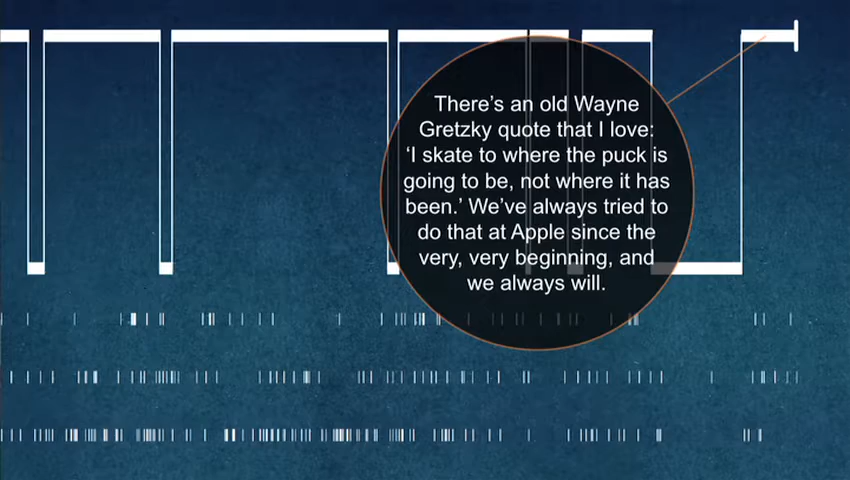 There’s an old Wayne
Gretzky quote that I love:
‘I skate to where the puck is
going to be, not where it has
been.’ We’ve always tried to
do that at Apple since the
very, very beginning, and
we always will.